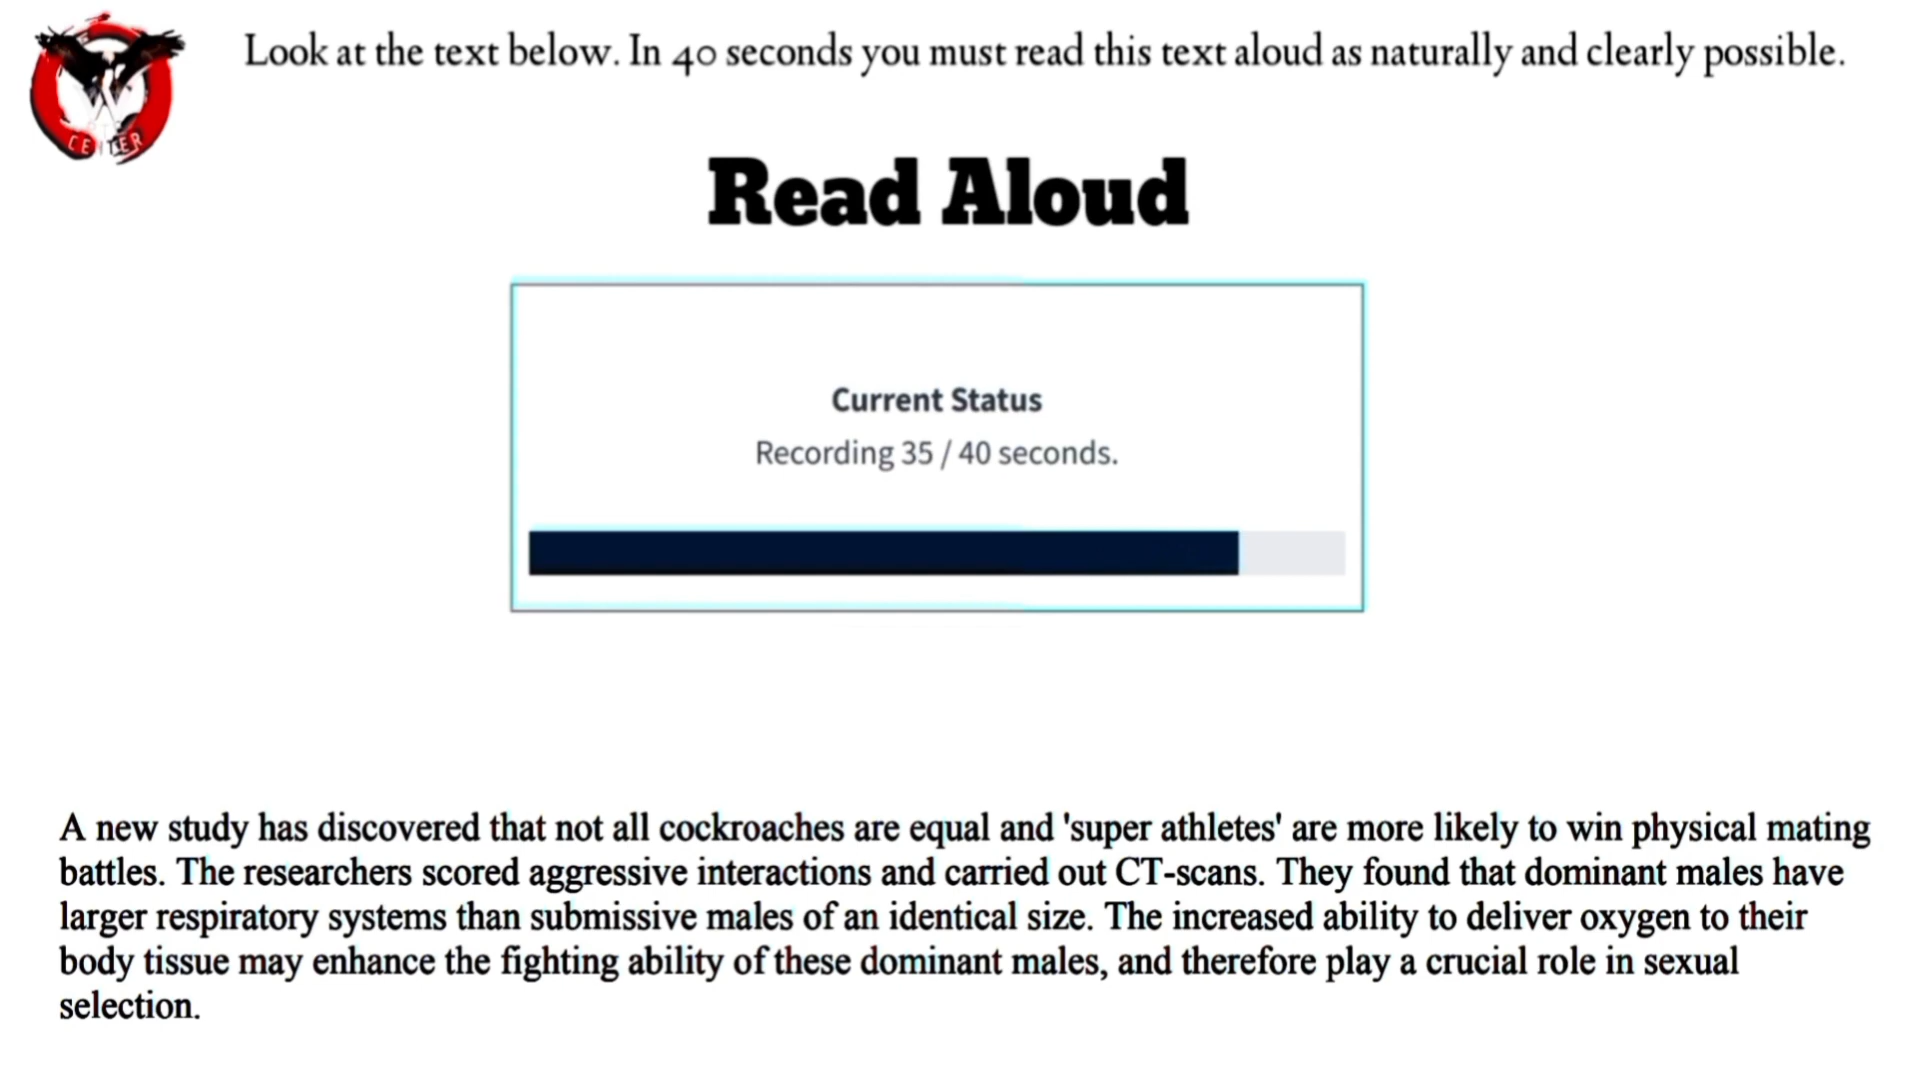 Look at the text below. In 40 seconds you must read this text aloud as naturally and clearly possible.
CENTER
Read Aloud
Current Status
Recording 35 / 40 seconds.
A new study has discovered that not all cockroaches are equal and 'super athletes' are more likely to win physical mating
battles. The researchers scored aggressive interactions and carried out CT-scans. They found that dominant males have
larger respiratory systems than submissive males of an identical size. The increased ability to deliver oxygen to their
body tissue may enhance the fighting ability of these dominant males, and therefore play a crucial role in sexual
selection.